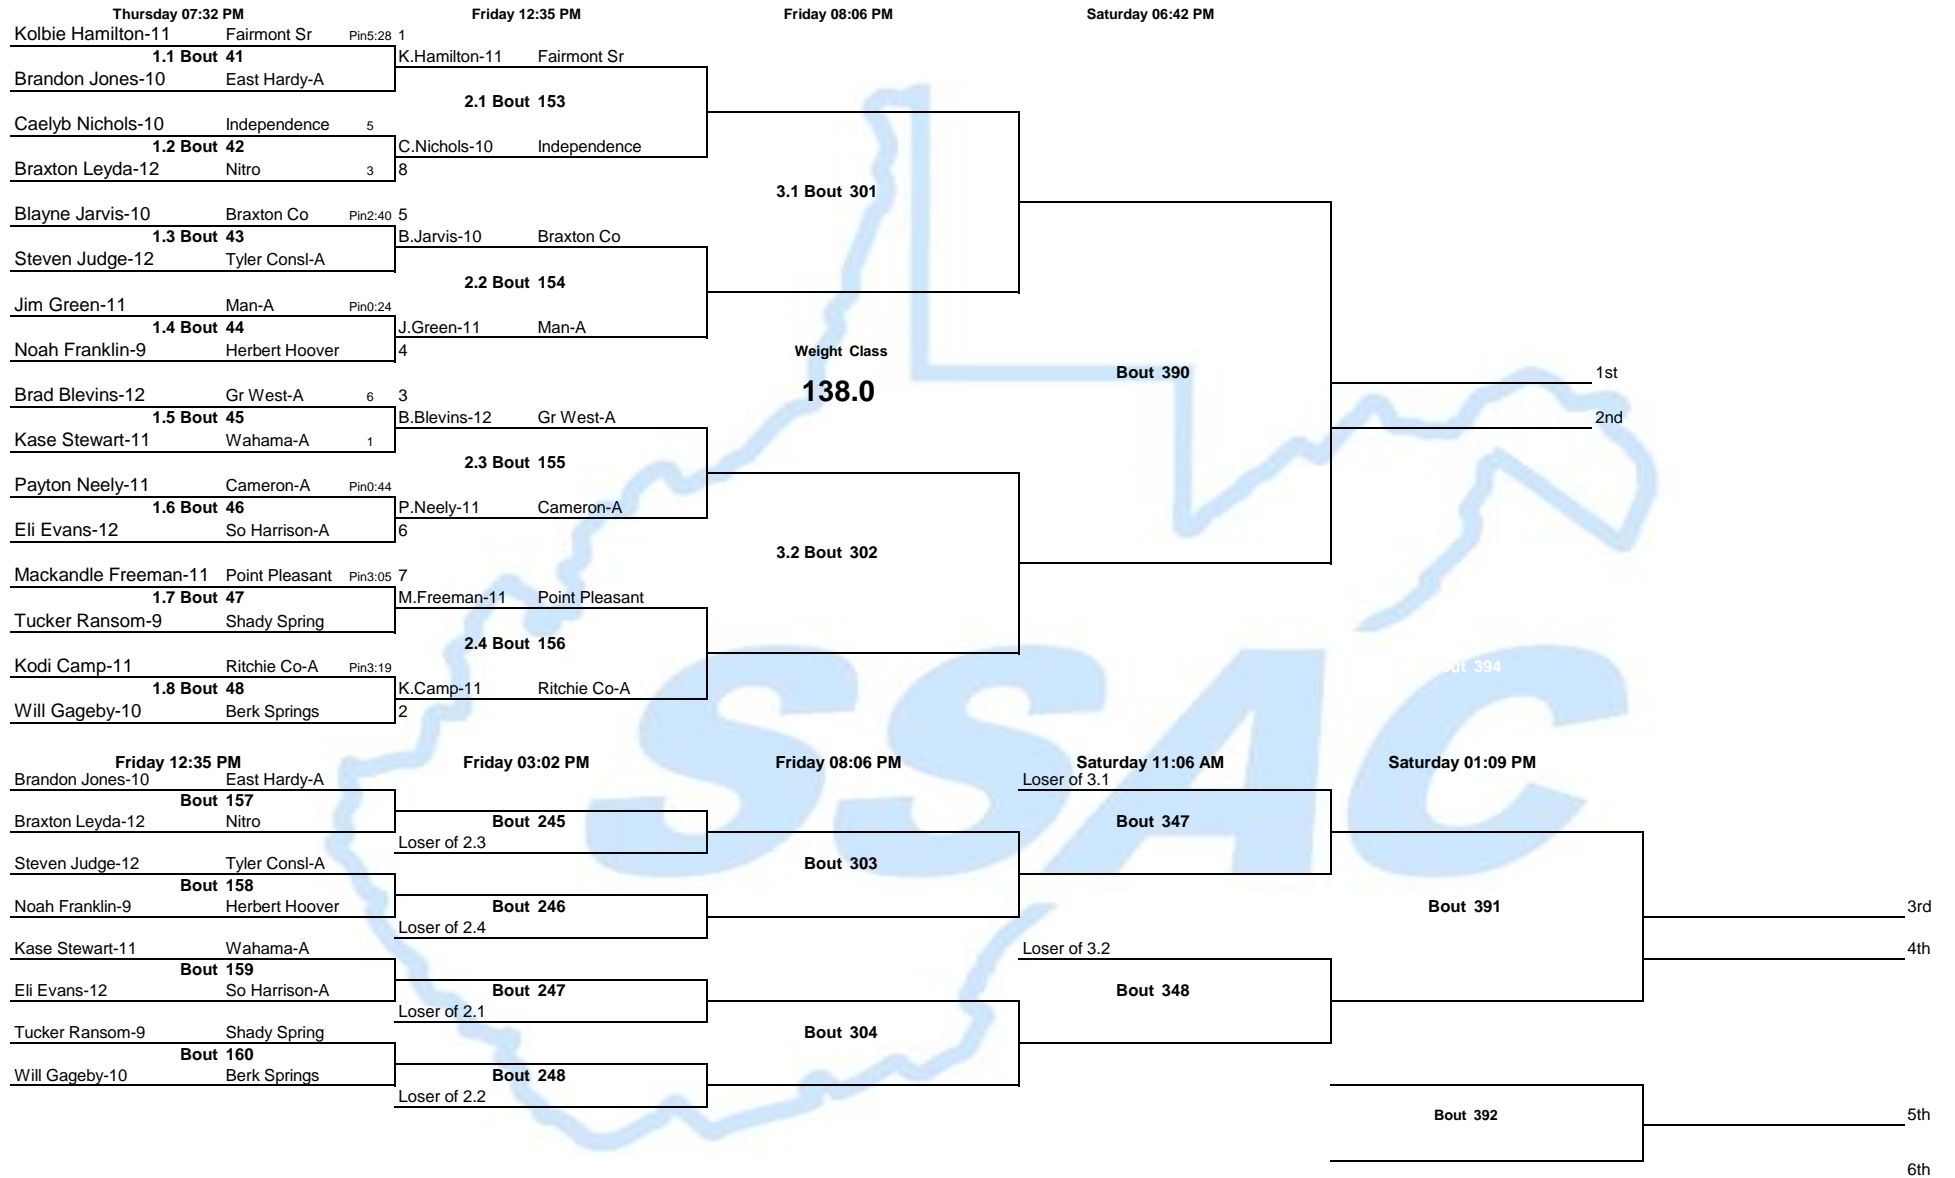 Thursday 07:32 PM Friday 12:35 PM Friday 08:06 PM Saturday 06:42 PM
Kolbie Hamilton-11 Fairmont Sr Pin5:28 1
1.1 Bout 41 K.Hamilton-11 Fairmont Sr
Brandon Jones-10 East Hardy-A
2.1 Bout 153
Caelyb Nichols-10 Independence 5
1.2 Bout 42 C.Nichols-10 Independence
Braxton Leyda-12 Nitro 3 8
3.1 Bout 301
Blayne Jarvis-10 Braxton Co Pin2:40 5
1.3 Bout 43 B.Jarvis-10 Braxton Co
Steven Judge-12 Tyler Consl-A
2.2 Bout 154
Jim Green-11 Man-A Pin0:24
1.4 Bout 44 J.Green-11 Man-A
Noah Franklin-9 Herbert Hoover 4 Weight Class
Bout 390 1st
Brad Blevins-12 Gr West-A 6 3 138.0
1.5 Bout 45 B.Blevins-12 Gr West-A 2nd
Kase Stewart-11 Wahama-A 1
2.3 Bout 155
Payton Neely-11 Cameron-A Pin0:44
1.6 Bout 46 P.Neely-11 Cameron-A
Eli Evans-12 So Harrison-A 6
3.2 Bout 302
Mackandle Freeman-11 Point Pleasant Pin3:05 7
1.7 Bout 47 M.Freeman-11 Point Pleasant
Tucker Ransom-9 Shady Spring
2.4 Bout 156
Kodi Camp-11 Ritchie Co-A Pin3:19 394
1.8 Bout 48 K.Camp-11 Ritchie Co-A
Will Gageby-10 Berk Springs 2
SSAC
Friday 12:35 PM Friday 03:02 PM Friday 08:06 PM Saturday 11:06 AM Saturday 01:09 PM
Brandon Jones-10 East Hardy-A Loser of 3.1
Bout 157
Braxton Leyda-12 Nitro Bout 245 Bout 347
Loser of 2.3
Steven Judge-12 Tyler Consl-A Bout 303
Bout 158
Noah Franklin-9 Herbert Hoover Bout 246 Bout 391 3rd
Loser of 2.4
Kase Stewart-11 Wahama-A Loser of 3.2 4th
Bout 159
Eli Evans-12 So Harrison-A Bout 247 Bout 348
Loser of 2.1
Tucker Ransom-9 Shady Spring Bout 304
Bout 160
Will Gageby-10 Berk Springs Bout 248
Loser of 2.2
Bout 392 5th
6th